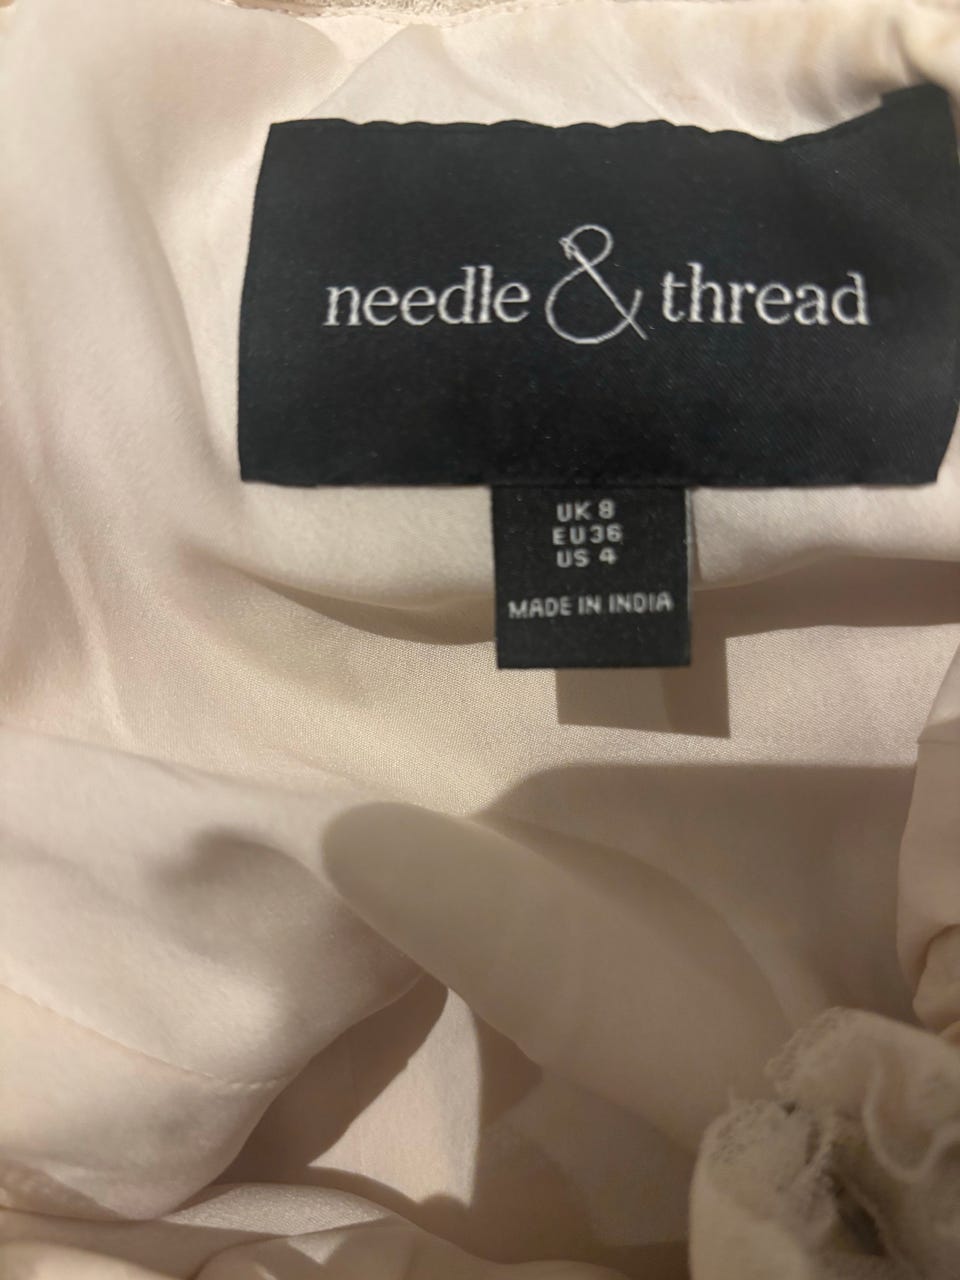 needle & thread
UK 8
EU 36
US 4
MADE IN INDIA